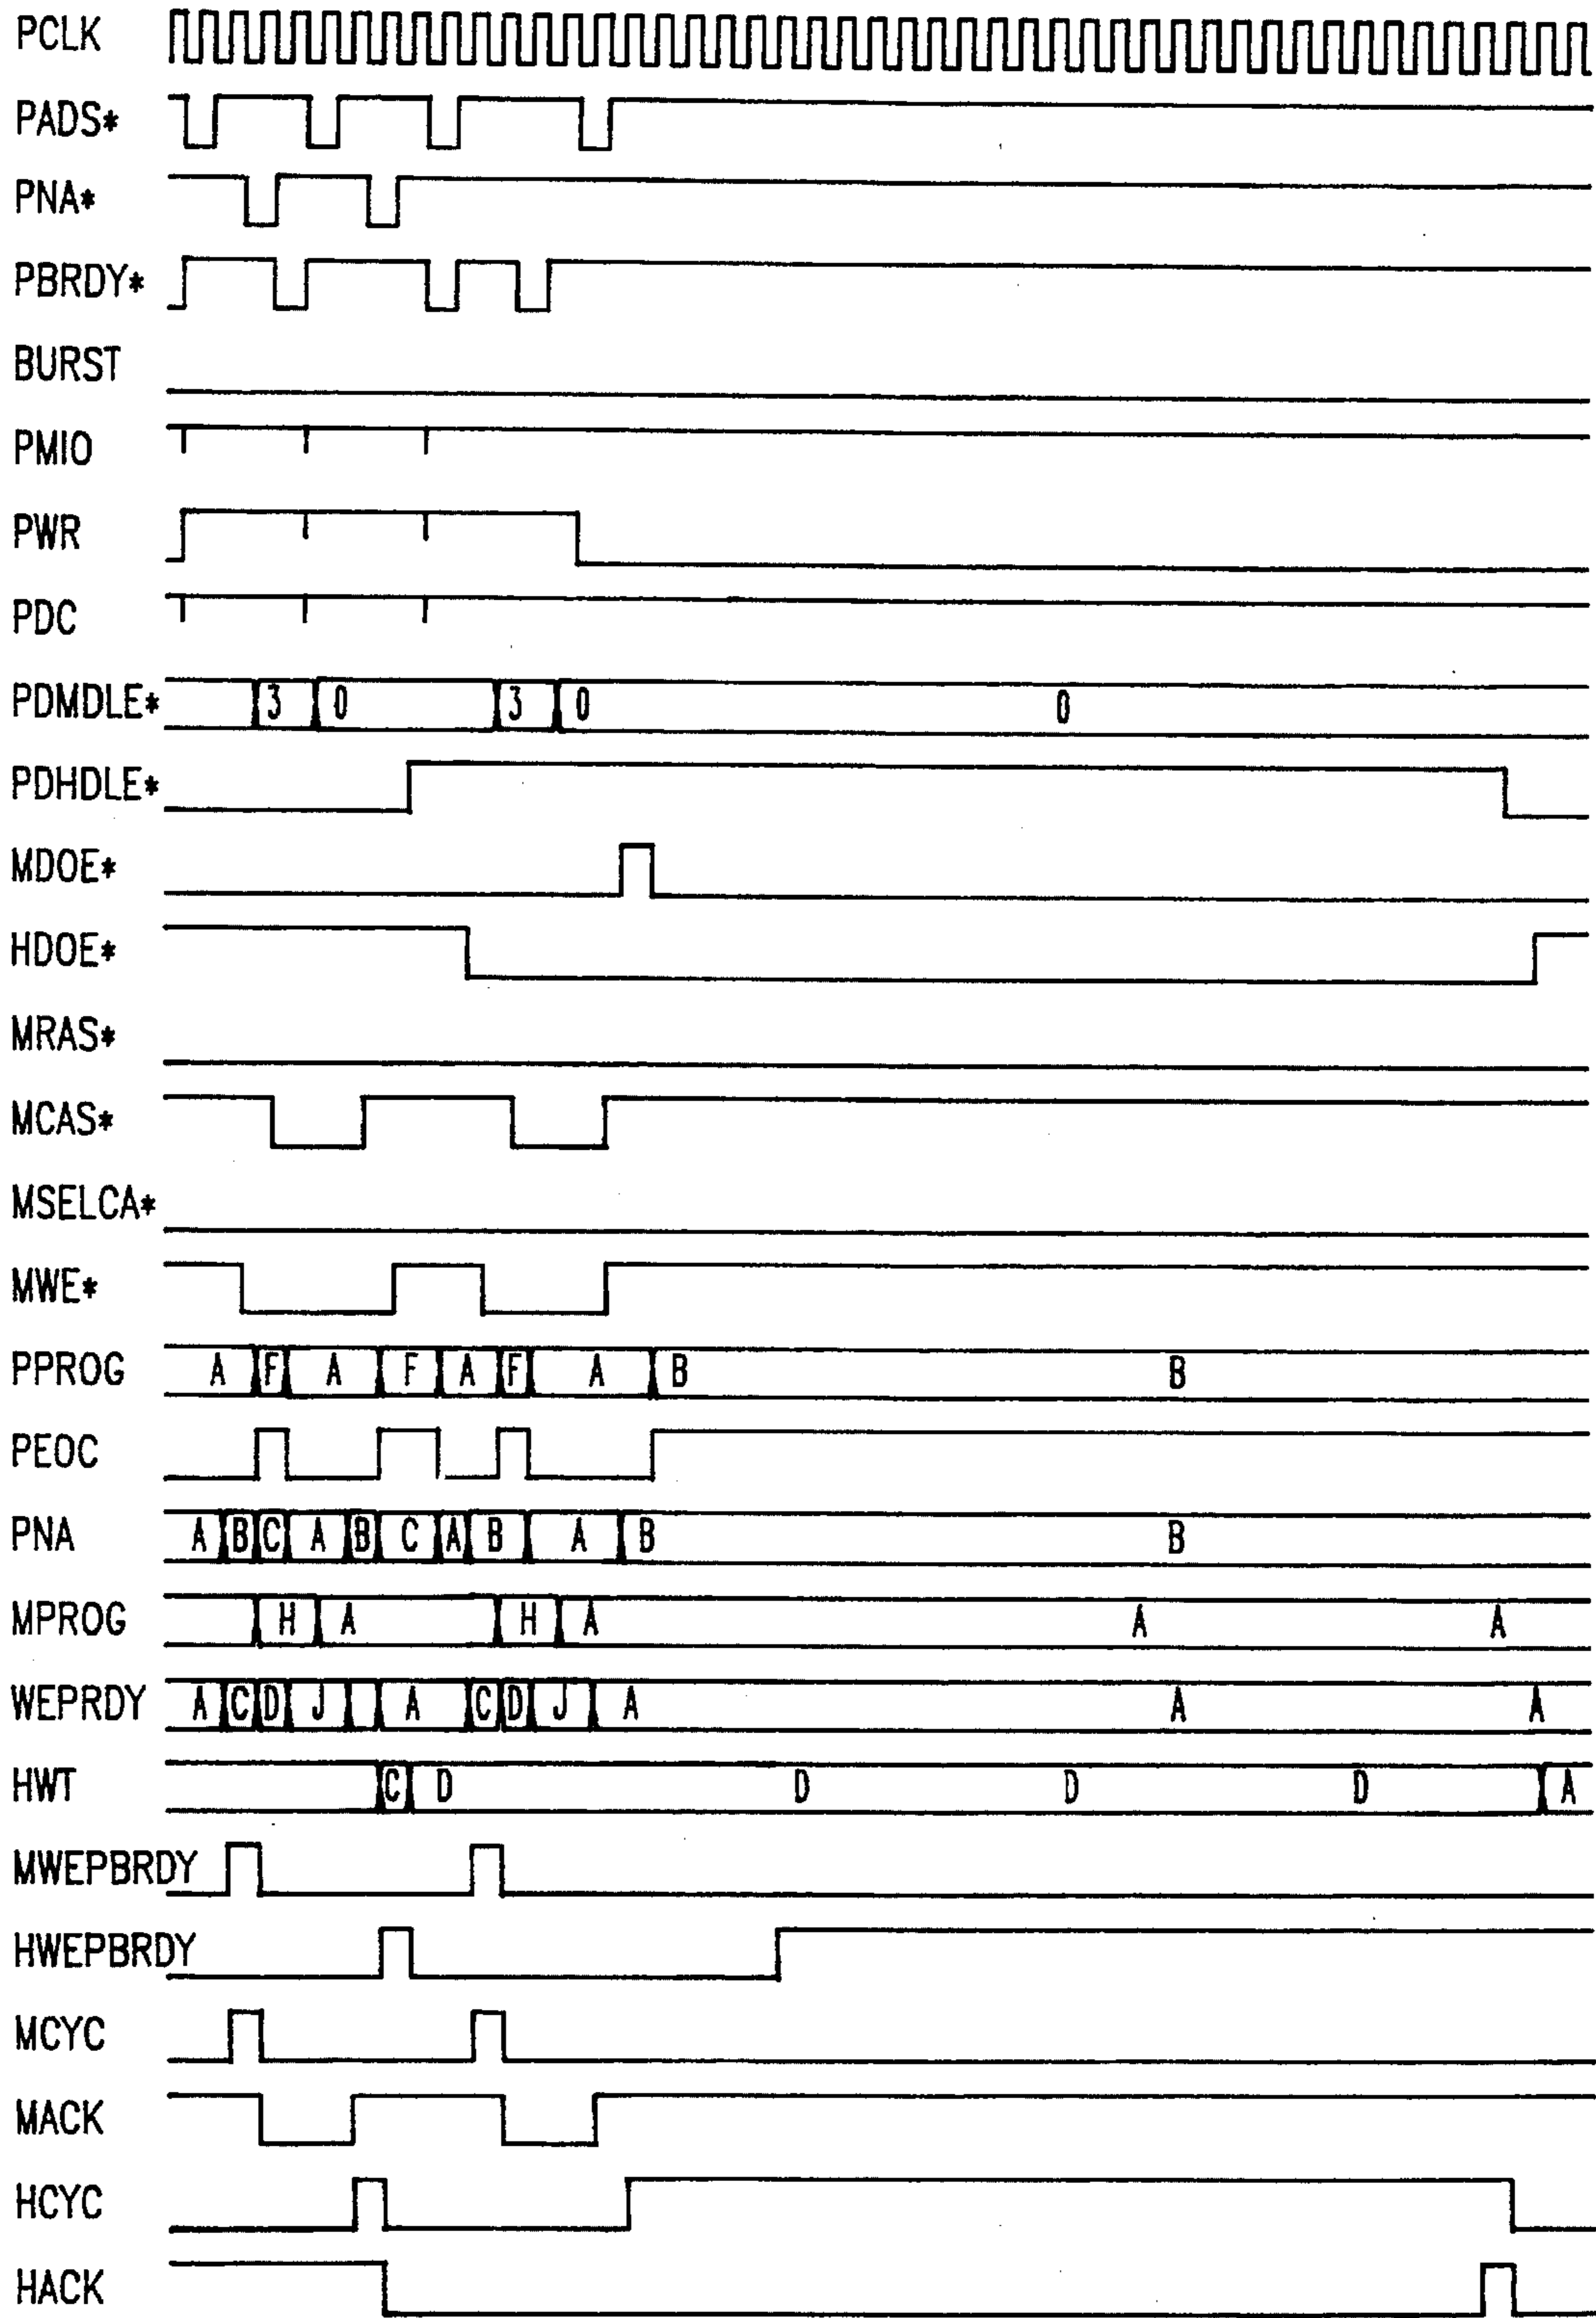 PCLK
PADS*
PNA*
PBRDY*
BURST
PMIO
PWR
PDC
PDMDLE* 3 0 3 0 0
PDHDLE*
MDOE*
HDOE*
MRAS*
MCAS*
MSELCA*
MWE*
PPROG A F A F A F A B B
PEOC
PNA A B C A B C A B A B B
MPROG H A H A A A
WEPRDY A C D J A C D J A A A
HWT C D D D D A
MWEPBRDY
HWEPBRDY
MCYC
MACK
HCYC
HACK